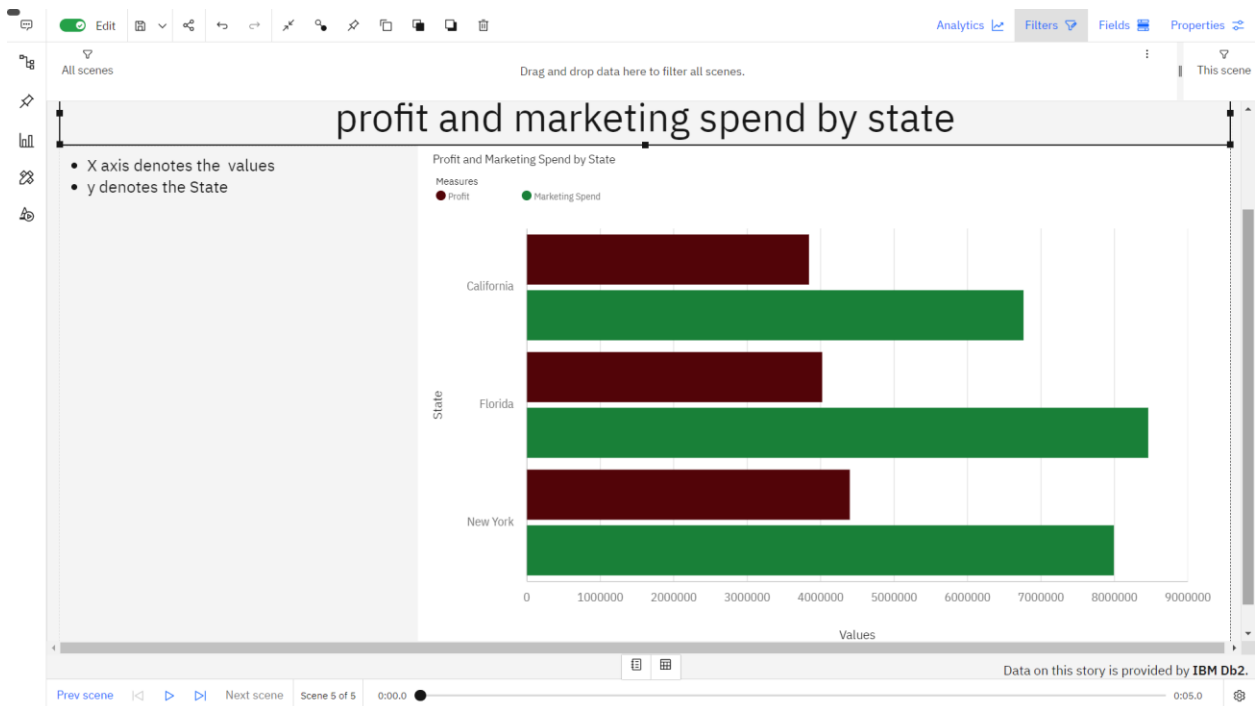 Edit
Analytics
Filters
Fields
Properties
All scenes
Drag and drop data here to filter all scenes.
This scene
profit and marketing spend by state
• X axis denotes the values
• y denotes the State
Profit and Marketing Spend by State
Measures
Profit
Marketing Spend
State
California
Florida
New York
0 1000000 2000000 3000000 4000000 5000000 6000000 7000000 8000000 9000000
Values
Data on this story is provided by IBM Db2.
Prev scene
Next scene
Scene 5 of 5
0:00.0
0:05.0